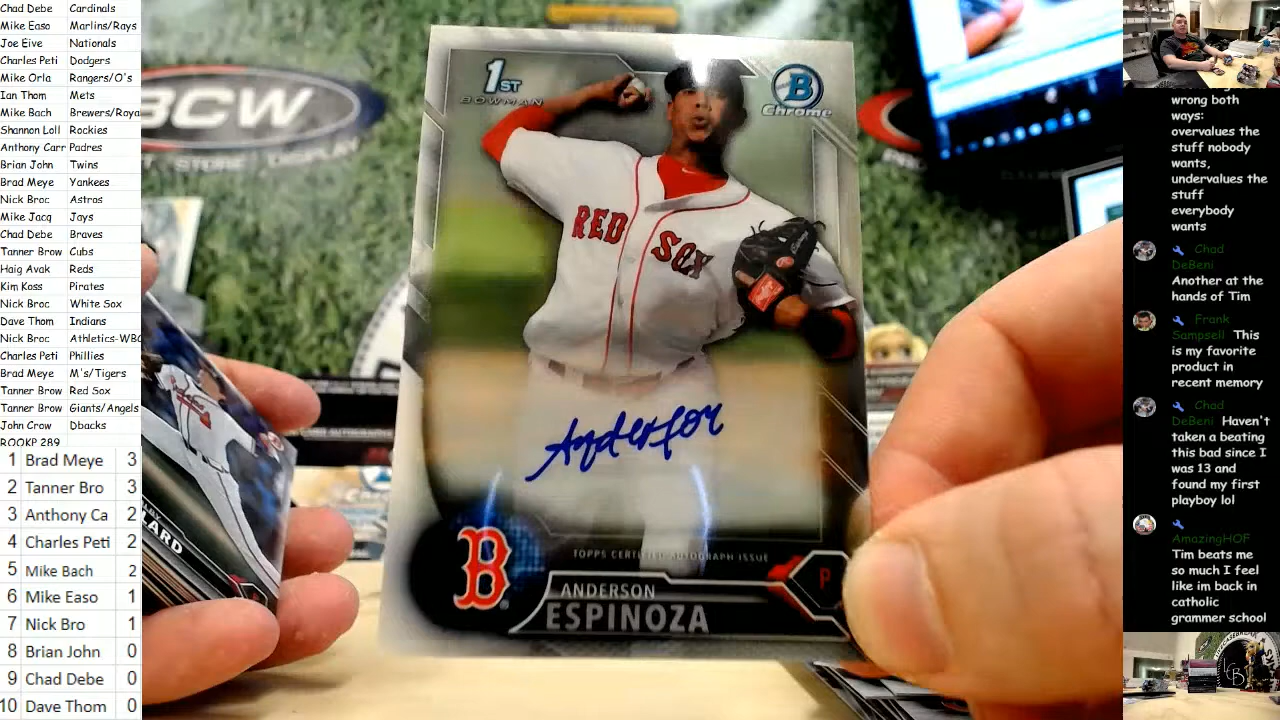 Chad Debe Cardinals
Mike Easo Marlins/Rays
Joe Eive Nationals
Charles Peti Dodgers
Mike Orla Rangers/O's
Ian Thom Mets
Mike Bach Brewers/Roya
Shannon Loll Rockies
Anthony Carr Padres
Brian John Twins
Brad Meye Yankees
Nick Broc Astros
Mike Jacq Jays
Chad Debe Braves
Tanner Brow Cubs
Haig Avak Reds
Kim Koss Pirates
Nick Broc White Sox
Dave Thom Indians
Nick Broc Athletics-WBC
Charles Peti Phillies
Brad Meye M's/Tigers
Tanner Brow Red Sox
Tanner Brow Giants/Angels
John Crow Dbacks
ROOKP 289
1 Brad Meye 3
2 Tanner Bro 3
3 Anthony Ca 2
4 Charles Peti 2
5 Mike Bach 2
6 Mike Easo 1
7 Nick Bro 1
8 Brian John 0
9 Chad Debe 0
10 Dave Thom 0
BCW
STORE DISPLAY
LARD
1ST
BOWMAN
B
Chrome
RED SOX
Anderson
TOPPS CERTIFIED AUTOGRAPH ISSUE
B
P
ANDERSON
ESPINOZA
wrong both
ways:
overvalues the
stuff nobody
wants,
undervalues the
stuff
everybody
wants
Chad
DeBeni
Another at the
hands of Tim
Frank
Sampsell This
is my favorite
product in
recent memory
Chad
DeBeni Haven't
taken a beating
this bad since I
was 13 and
found my first
playboy lol
AmazingHOF
Tim beats me
so much I feel
like im back in
catholic
grammer school